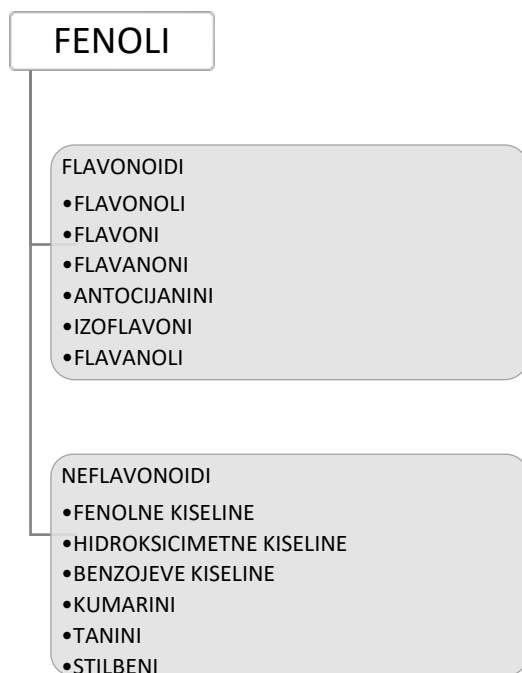 FENOLI
FLAVONOIDI
•FLAVONOLI
•FLAVONI
•FLAVANONI
•ANTOCIJANINI
•IZOFLAVONI
•FLAVANOLI
NEFLAVONOIDI
•FENOLNE KISELINE
•HIDROKSICIMETNE KISELINE
•BENZOJEVE KISELINE
•KUMARINI
•TANINI
•STILBENI